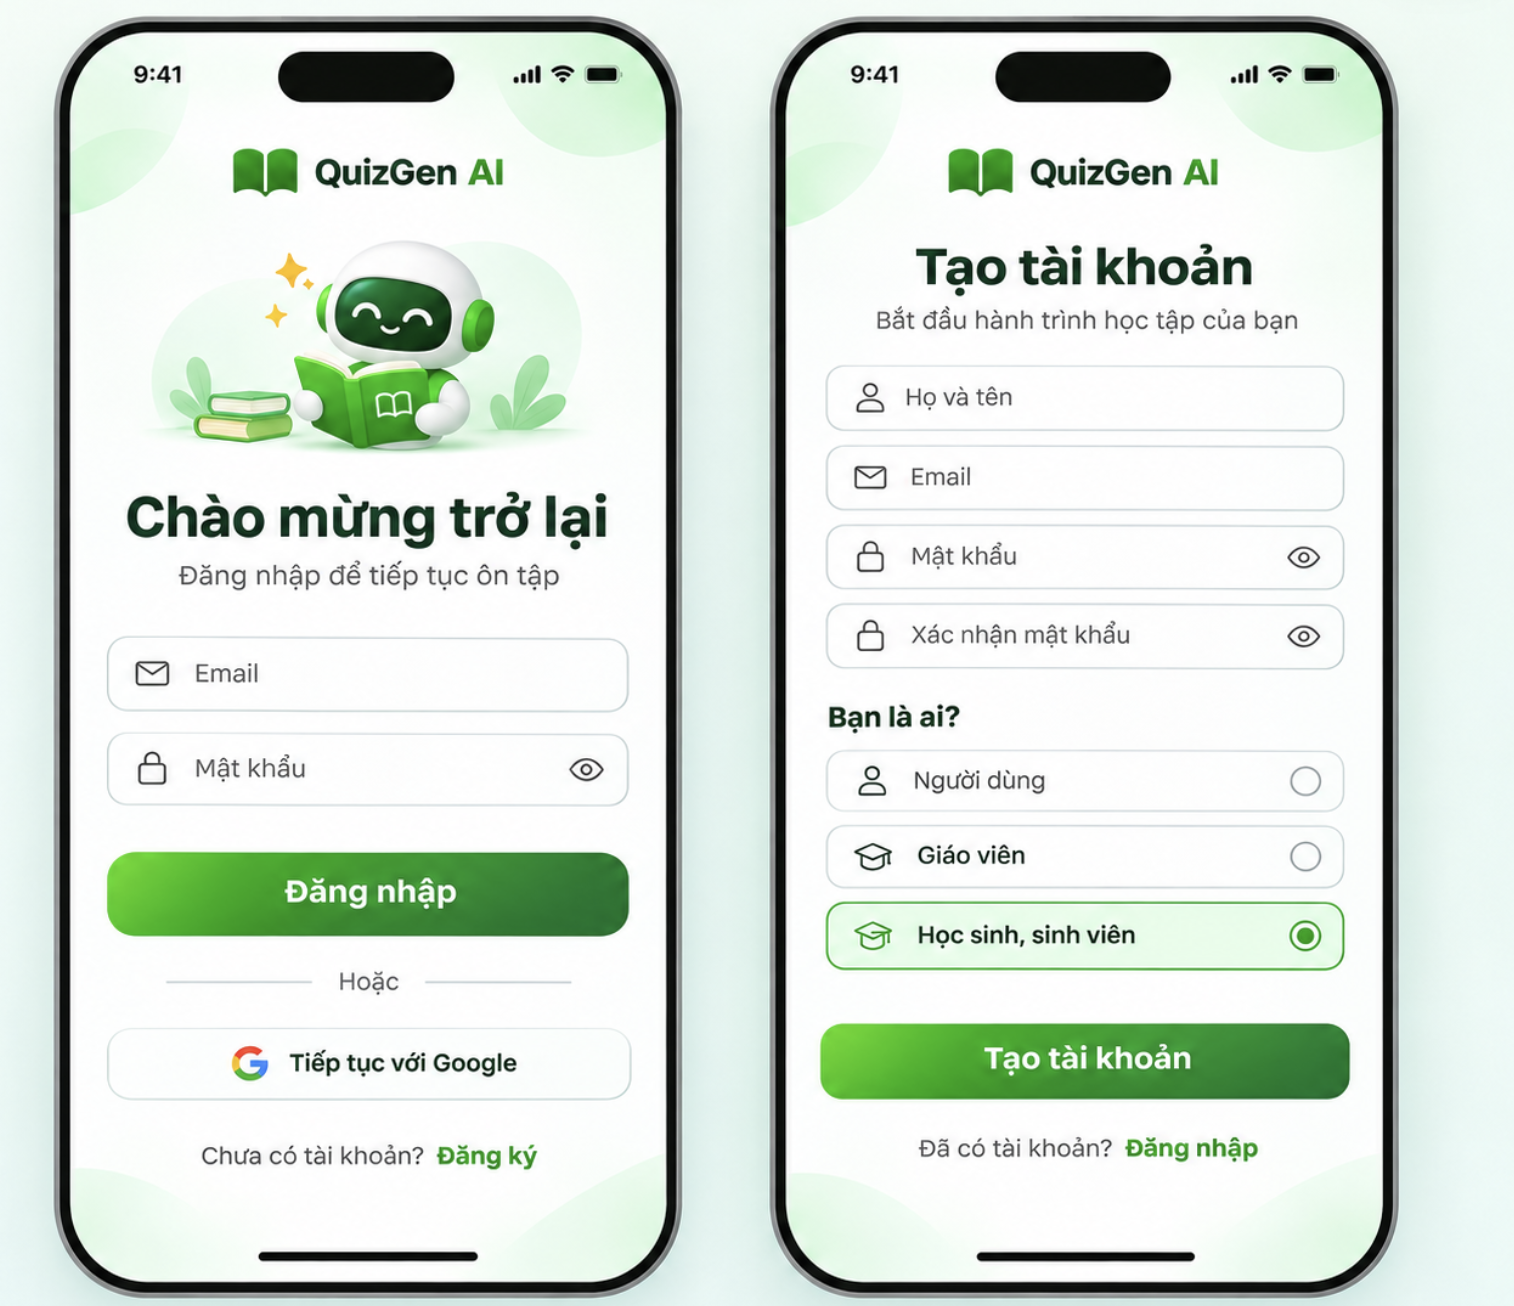 9:41
QuizGen AI
Chào mừng trở lại
Đăng nhập để tiếp tục ôn tập
Email
Mật khẩu
Đăng nhập
Hoặc
Tiếp tục với Google
Chưa có tài khoản? Đăng ký
9:41
QuizGen AI
Tạo tài khoản
Bắt đầu hành trình học tập của bạn
Họ và tên
Email
Mật khẩu
Xác nhận mật khẩu
Bạn là ai?
Người dùng
Giáo viên
Học sinh, sinh viên
Tạo tài khoản
Đã có tài khoản? Đăng nhập